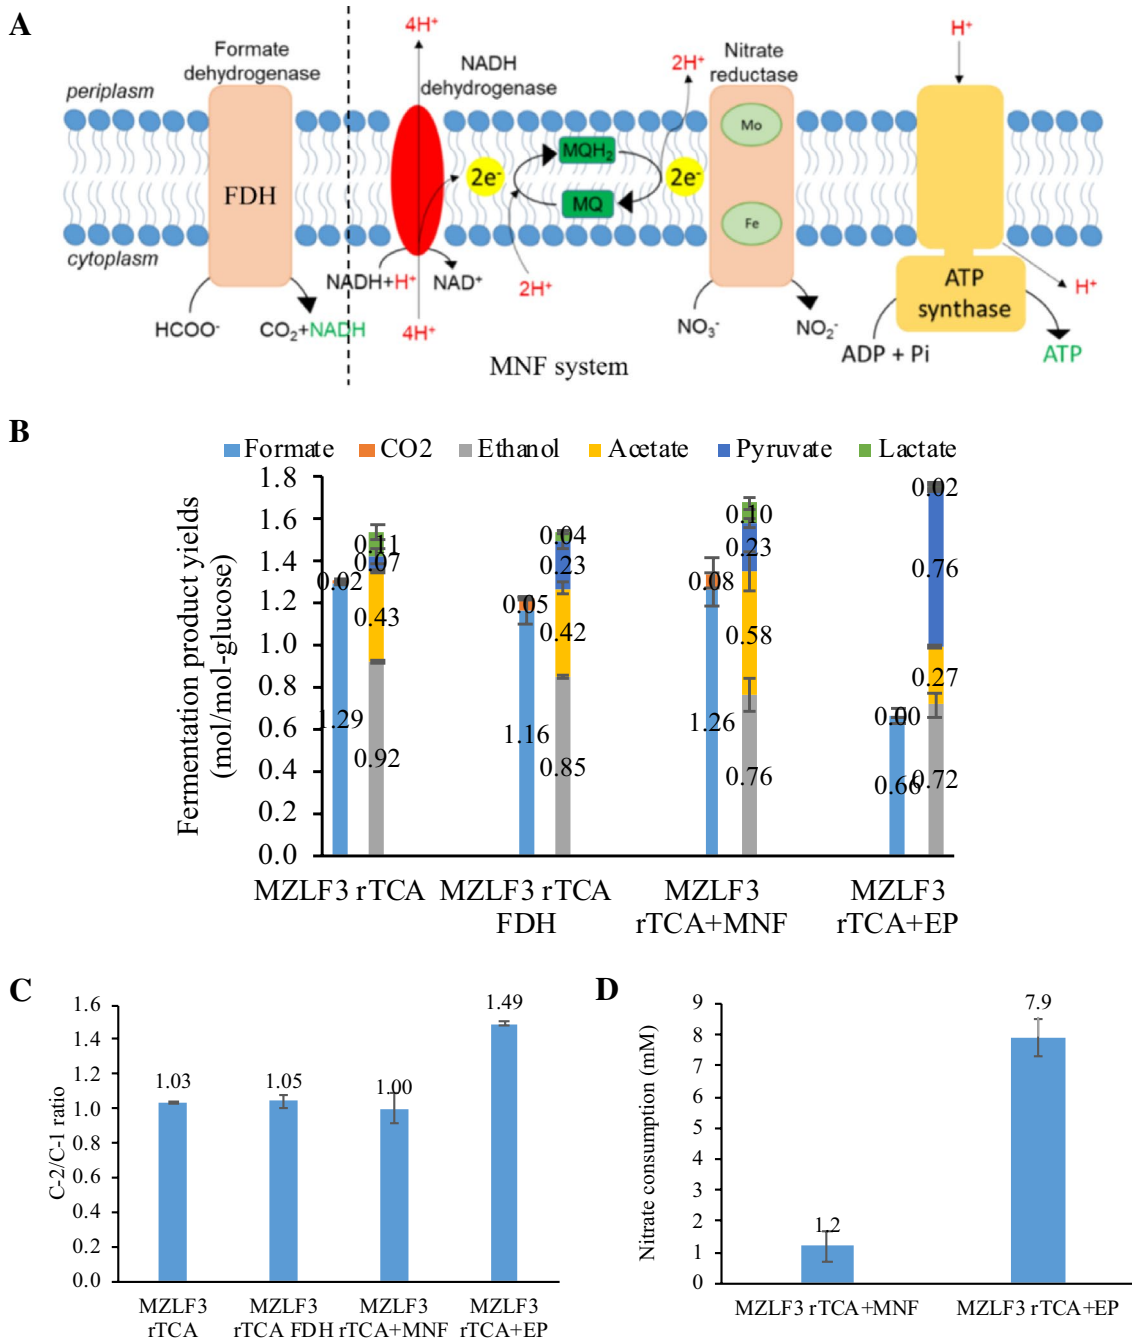 A
periplasm
cytoplasm
Formate
dehydrogenase
FDH
HCOO⁻
CO₂+NADH
4H⁺
NADH
dehydrogenase
NADH+H⁺
NAD⁺
4H⁺
2e⁻
2H⁺
MQH₂
MQ
2e⁻
2H⁺
MNF system
Nitrate
reductase
Mo
Fe
NO₃⁻
NO₂⁻
H⁺
ATP
synthase
H⁺
ADP + Pi
ATP
B
Formate CO2 Ethanol Acetate Pyruvate Lactate
Fermentation product yields
(mol/mol-glucose)
1.8
1.6
1.4
1.2
1.0
0.8
0.6
0.4
0.2
0.0
0.02
1.29
0.11
0.07
0.43
0.92
0.05
1.16
0.04
0.23
0.42
0.85
0.08
1.26
0.10
0.23
0.58
0.76
0.00
0.66
0.02
0.76
0.27
0.72
MZLF3 rTCA
MZLF3 rTCA
FDH
MZLF3
rTCA+MNF
MZLF3
rTCA+EP
C
C-2/C-1 ratio
1.6
1.4
1.2
1.0
0.8
0.6
0.4
0.2
0.0
1.03
1.05
1.00
1.49
MZLF3
rTCA
MZLF3
rTCA FDH
MZLF3
rTCA+MNF
MZLF3
rTCA+EP
D
Nitrate consumption (mM)
9
8
7
6
5
4
3
2
1
0
1.2
7.9
MZLF3 rTCA+MNF
MZLF3 rTCA+EP